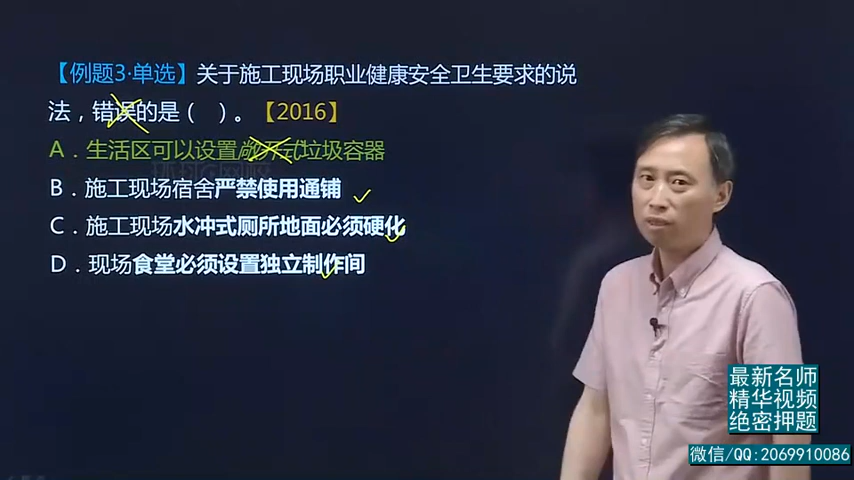 【例题3·单选】关于施工现场职业健康安全卫生要求的说
法，错误的是（ ）。【2016】
A．生活区可以设置敞开式垃圾容器
B．施工现场宿舍严禁使用通铺
C．施工现场水冲式厕所地面必须硬化
D．现场食堂必须设置独立制作间
最新名师
精华视频
绝密押题
微信/QQ:2069910086